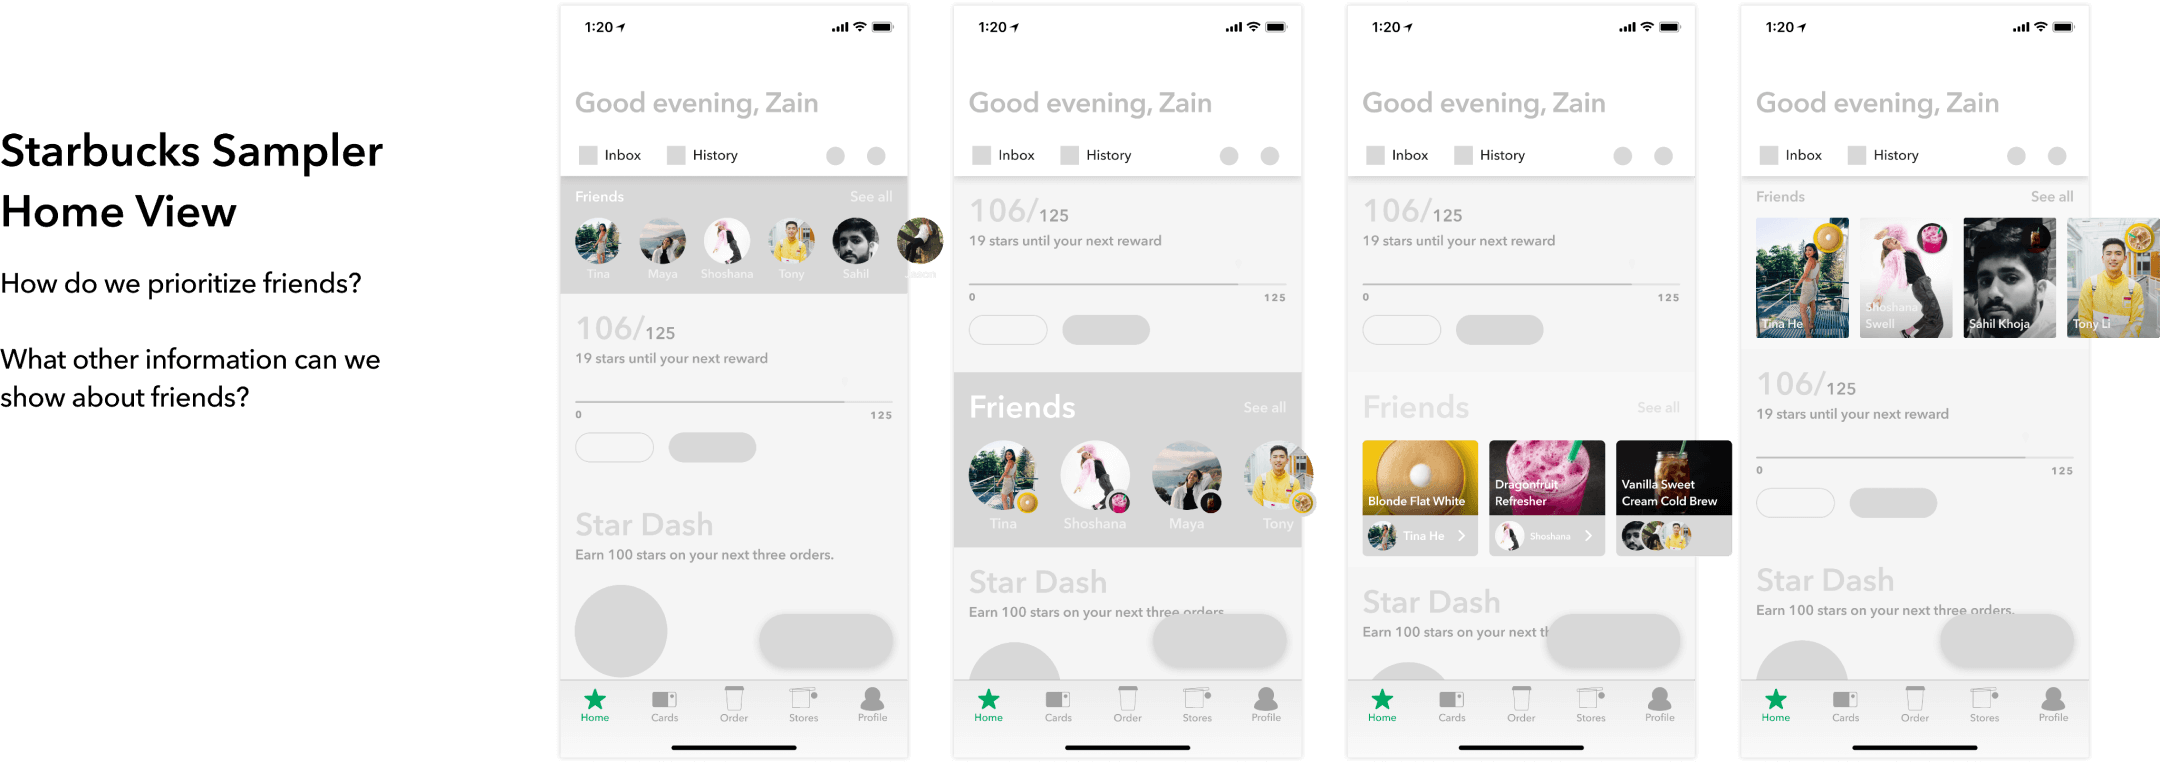 Starbucks Sampler
Home View
How do we prioritize friends?
What other information can we
show about friends?
1:20
Good evening, Zain
Inbox History
Friends See all
Tina Maya Shoshana Tony Sahil Jason
106/125
19 stars until your next reward
0 125
Star Dash
Earn 100 stars on your next three orders.
Home Cards Order Stores Profile
1:20
Good evening, Zain
Inbox History
106/125
19 stars until your next reward
0 125
Friends See all
Tina Shoshana Maya Tony
Star Dash
Earn 100 stars on your next three orders
Home Cards Order Stores Profile
1:20
Good evening, Zain
Inbox History
106/125
19 stars until your next reward
0 125
Friends See all
Blonde Flat White
Dragonfruit
Refresher
Vanilla Sweet
Cream Cold Brew
Tina He
Shoshana
Star Dash
Earn 100 stars on your next th
Home Cards Order Stores Profile
1:20
Good evening, Zain
Inbox History
Friends See all
Tina He
Shoshana
Swell
Sahil Khoja
Tony Li
106/125
19 stars until your next reward
0 125
Star Dash
Earn 100 stars on your next three orders.
Home Cards Order Stores Profile